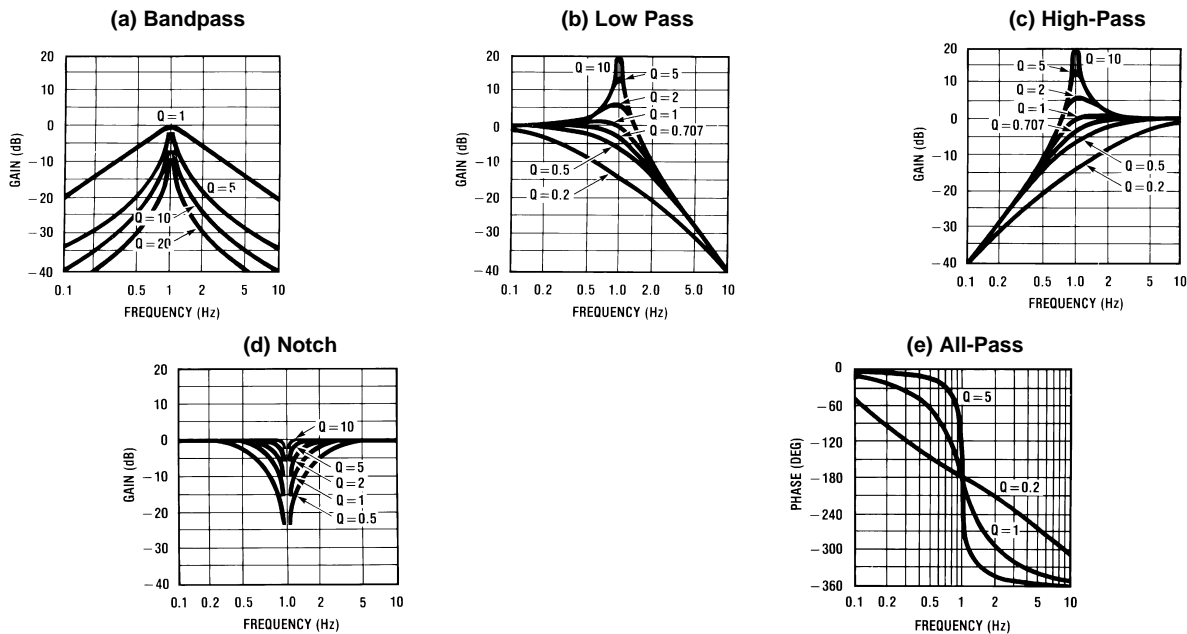 (a) Bandpass
20
10
0
−10
−20
−30
−40
GAIN (dB)
Q = 1
Q = 5
Q = 10
Q = 20
0.1 0.5 1 2 5.0 10
FREQUENCY (Hz)
(b) Low Pass
20
10
0
−10
−20
−30
−40
GAIN (dB)
Q = 10
Q = 5
Q = 2
Q = 1
Q = 0.707
Q = 0.5
Q = 0.2
0.1 0.2 0.5 1.0 2.0 5.0 10
FREQUENCY (Hz)
(c) High-Pass
20
10
0
−10
−20
−30
−40
GAIN (dB)
Q = 10
Q = 5
Q = 2
Q = 1
Q = 0.707
Q = 0.5
Q = 0.2
0.1 0.2 0.5 1.0 2 5 10
FREQUENCY (Hz)
(d) Notch
20
10
0
−10
−20
−30
−40
GAIN (dB)
Q = 10
Q = 5
Q = 2
Q = 1
Q = 0.5
0.1 0.2 0.5 1.0 2 5 10
FREQUENCY (Hz)
(e) All-Pass
0
−60
−120
−180
−240
−300
−360
PHASE (DEG)
Q = 5
Q = 0.2
Q = 1
0.1 0.2 0.5 1 2 5 10
FREQUENCY (Hz)